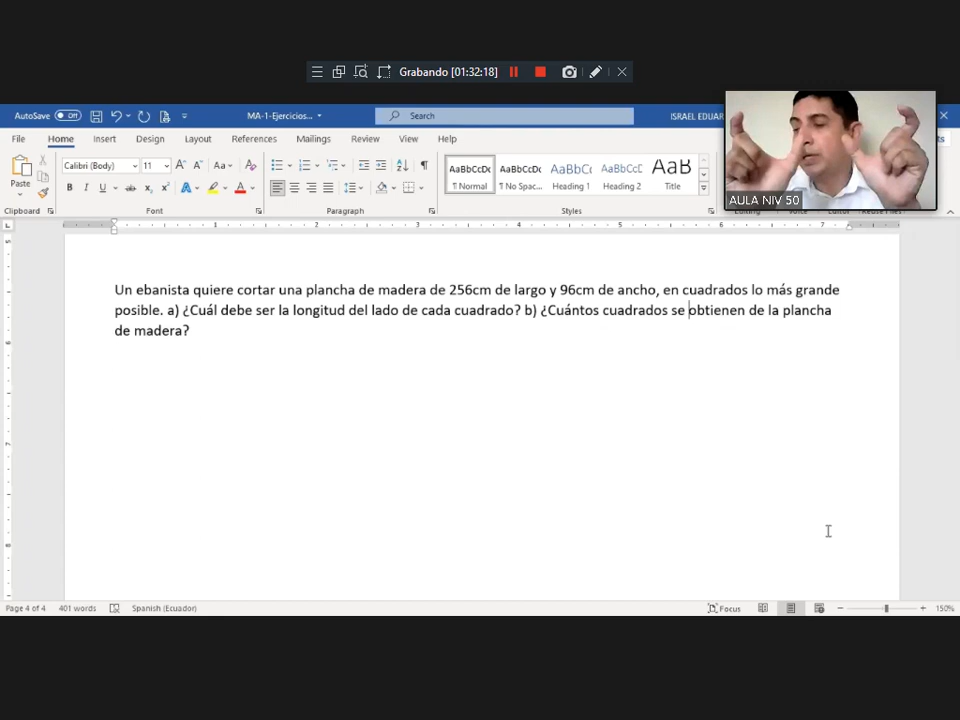 Grabando [01:32:18]
AutoSave Off MA-1-Ejercicios... Search ISRAEL EDUAR
File Home Insert Design Layout References Mailings Review View Help
Paste Calibri (Body) 11 Aa
AaBbCcDc AaBbCcDc AaBbCc AaBbCcD AaB
¶ Normal ¶ No Spac... Heading 1 Heading 2 Title
Clipboard Font Paragraph Styles
AULA NIV 50
Un ebanista quiere cortar una plancha de madera de 256cm de largo y 96cm de ancho, en cuadrados lo más grande
posible. a) ¿Cuál debe ser la longitud del lado de cada cuadrado? b) ¿Cuántos cuadrados se obtienen de la plancha
de madera?
Page 4 of 4 401 words Spanish (Ecuador) Focus 150%